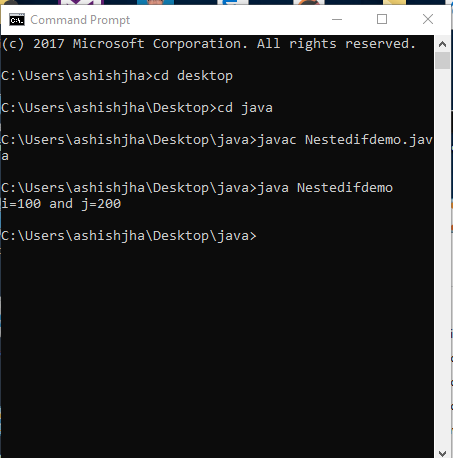 Command Prompt
(c) 2017 Microsoft Corporation. All rights reserved.
C:\Users\ashishjha>cd desktop
C:\Users\ashishjha\Desktop>cd java
C:\Users\ashishjha\Desktop\java>javac Nestedifdemo.jav
a
C:\Users\ashishjha\Desktop\java>java Nestedifdemo
i=100 and j=200
C:\Users\ashishjha\Desktop\java>